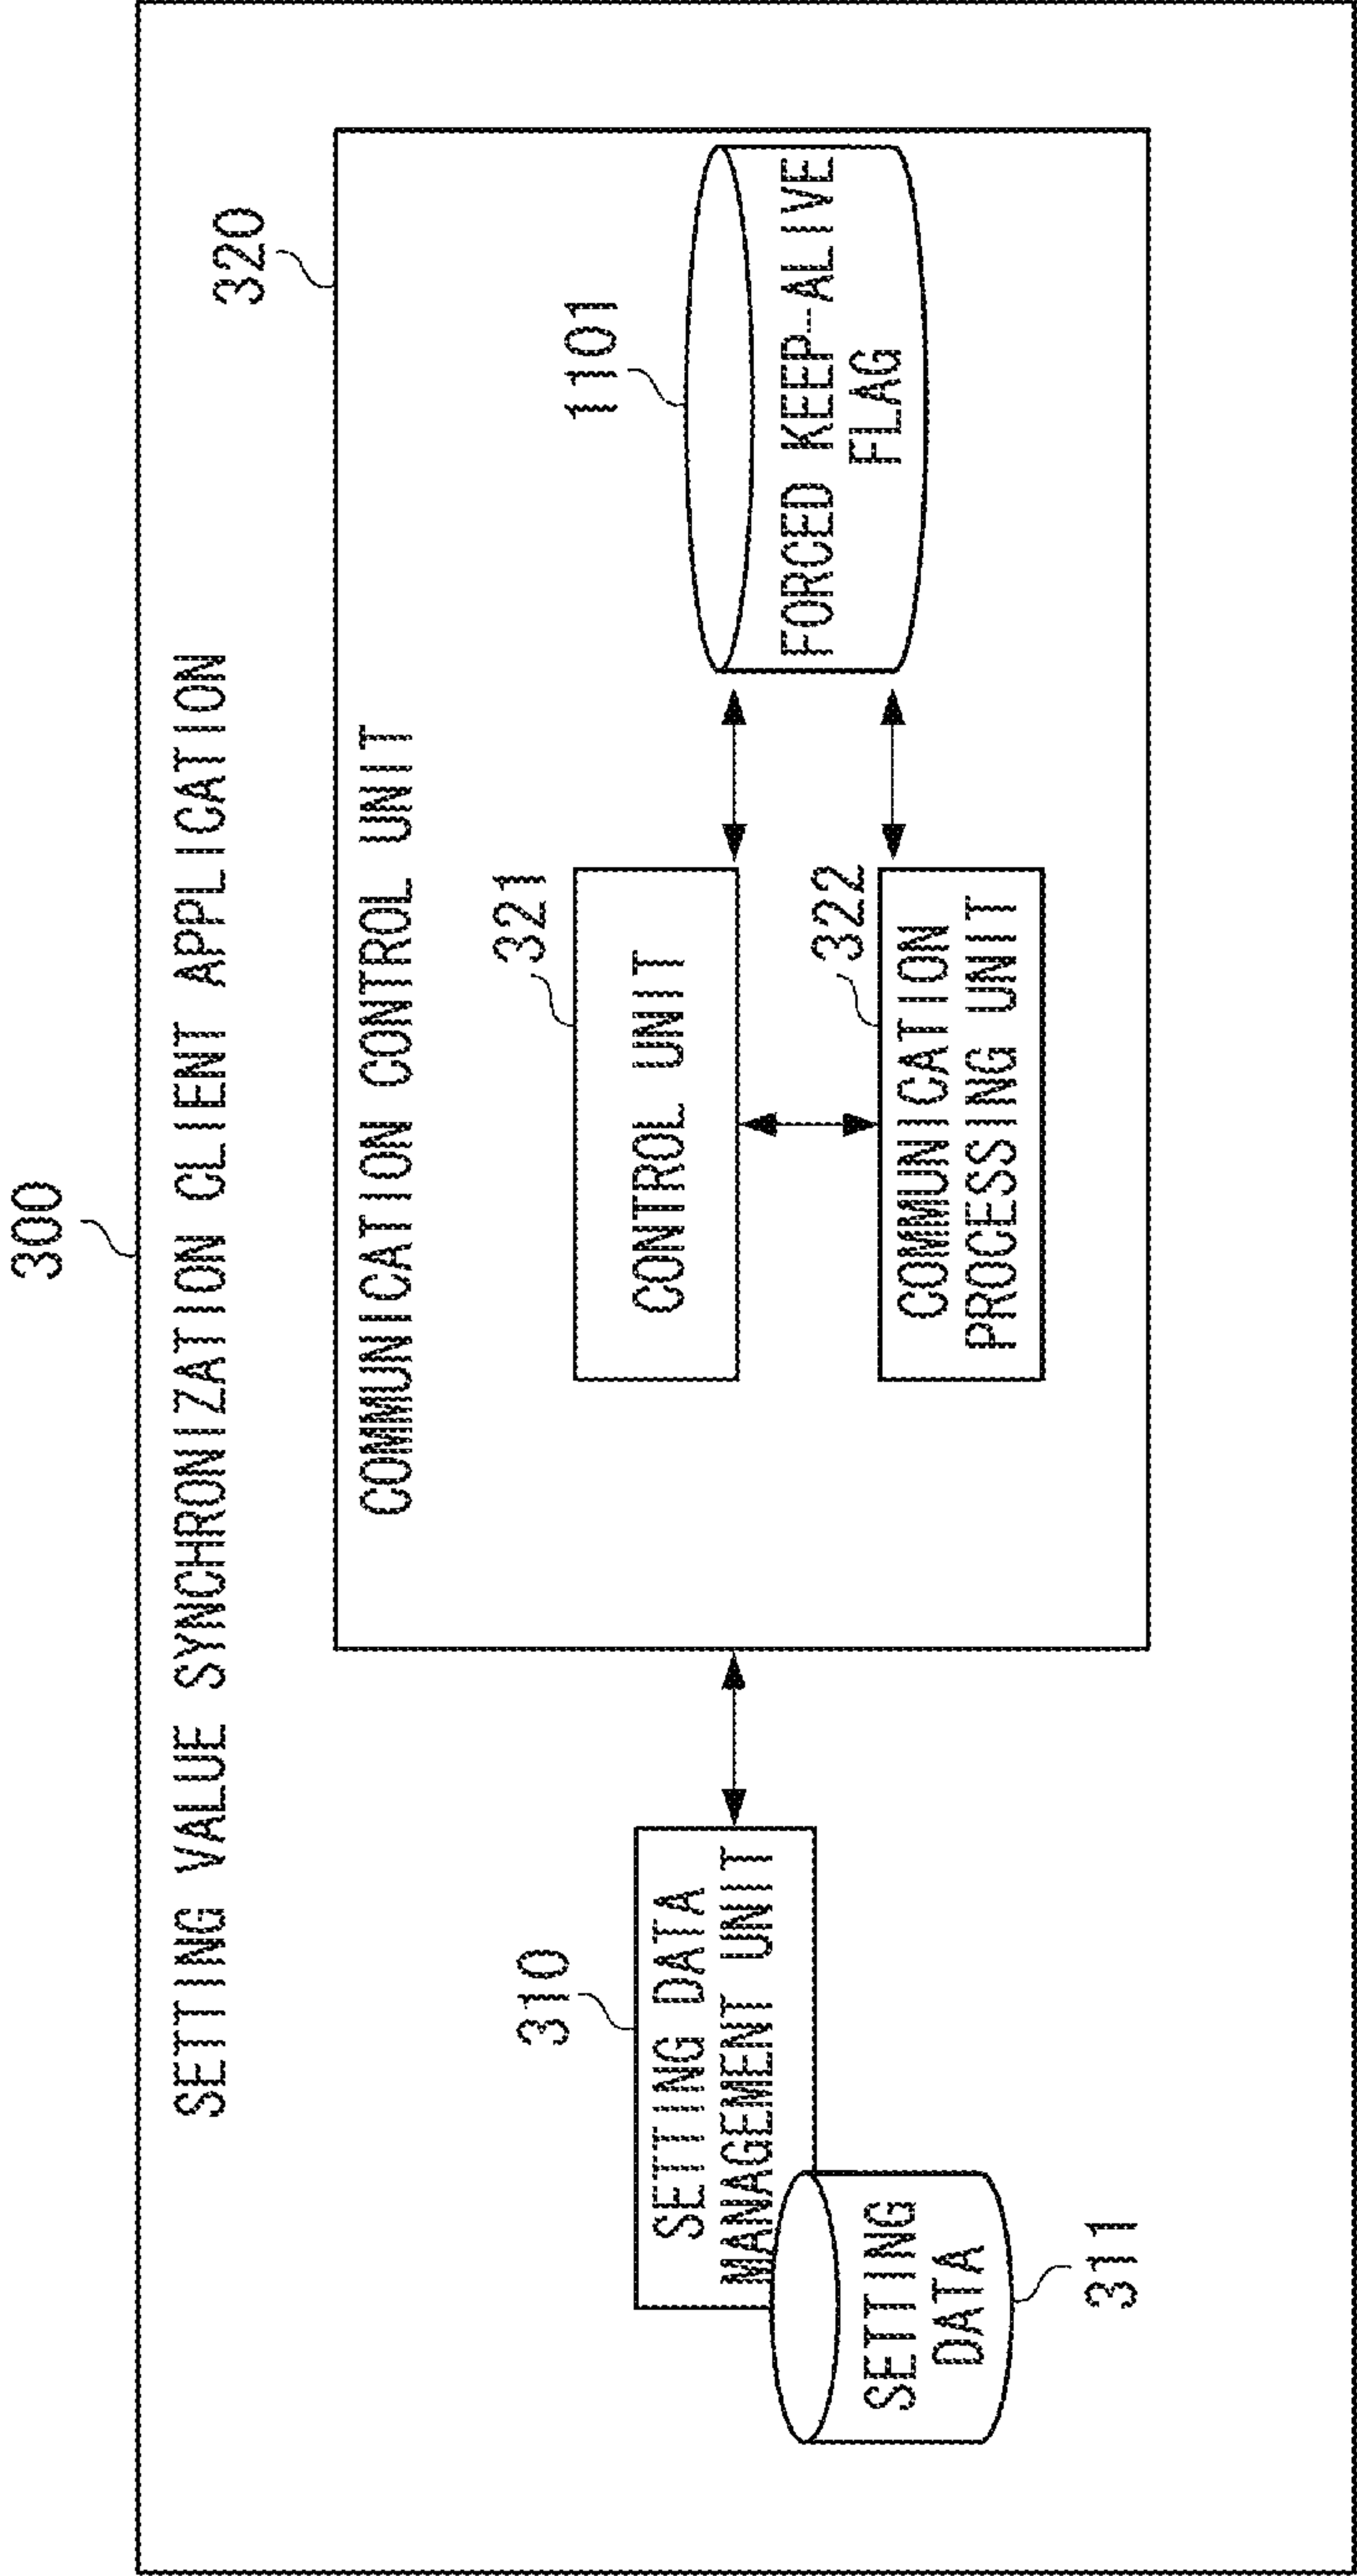 300
SETTING VALUE SYNCHRONIZATION CLIENT APPLICATION
320
COMMUNICATION CONTROL UNIT
310
SETTING DATA
MANAGEMENT UNIT
SETTING
DATA
311
321
CONTROL UNIT
322
COMMUNICATION
PROCESSING UNIT
1101
FORCED KEEP-ALIVE
FLAG